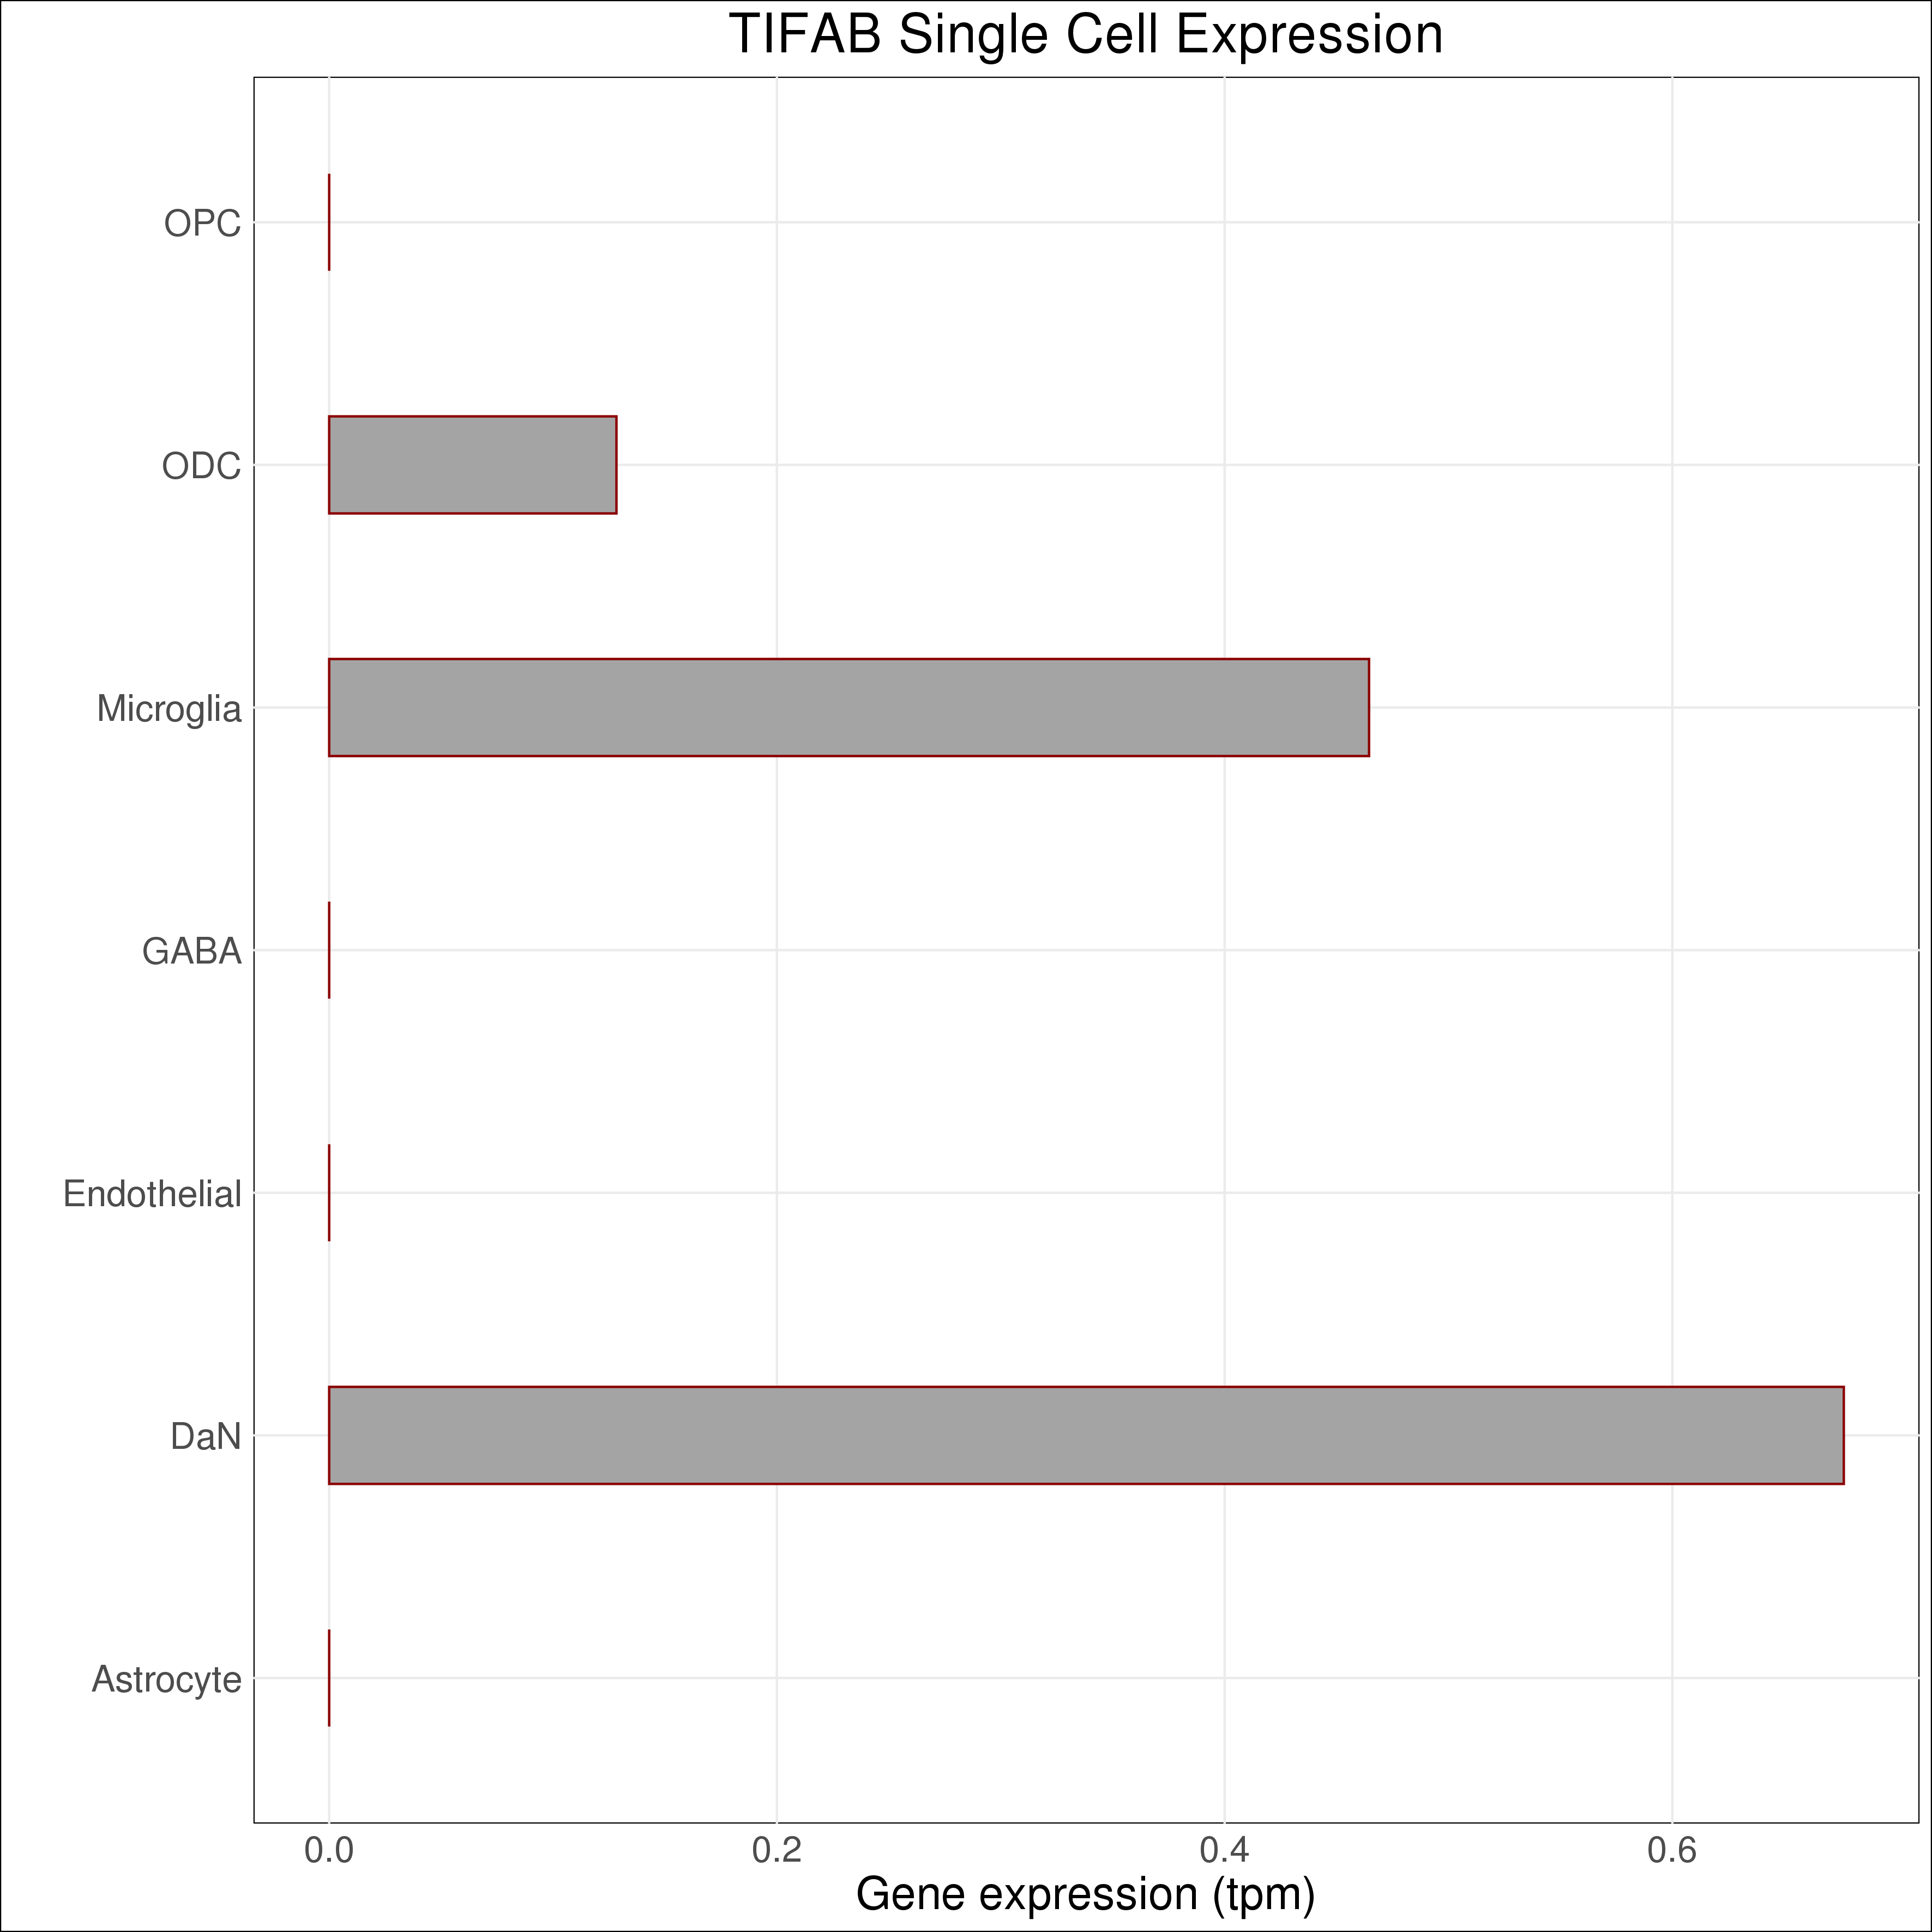 TIFAB Single Cell Expression
OPC
ODC
Microglia
GABA
Endothelial
DaN
Astrocyte
0.0 0.2 0.4 0.6
Gene expression (tpm)